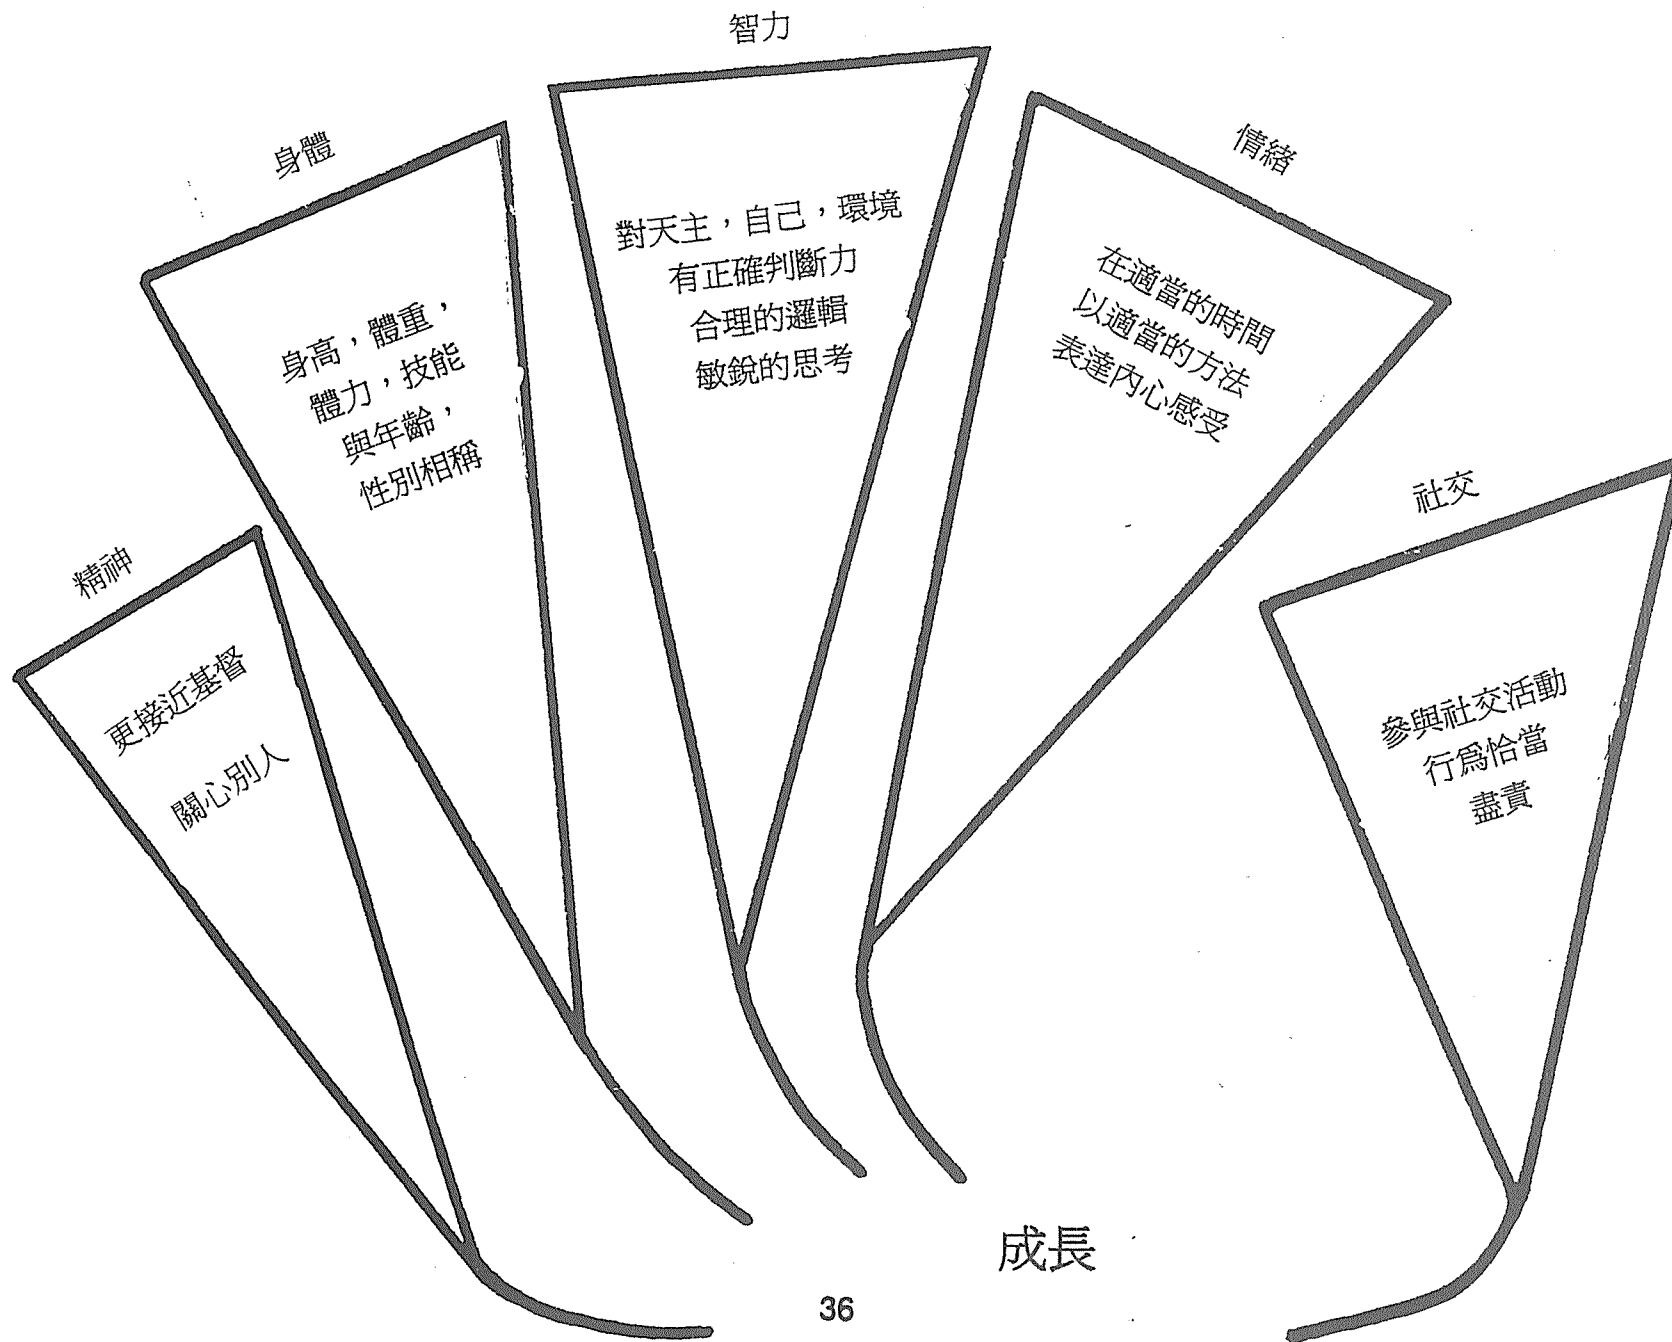 精神
更接近基督
關心別人
身體
身高，體重，
體力，技能
與年齡，
性別相稱
智力
對天主，自己，環境
有正確判斷力
合理的邏輯
敏銳的思考
情緒
在適當的時間
以適當的方法
表達內心感受
社交
參與社交活動
行爲恰當
盡責
成長
36